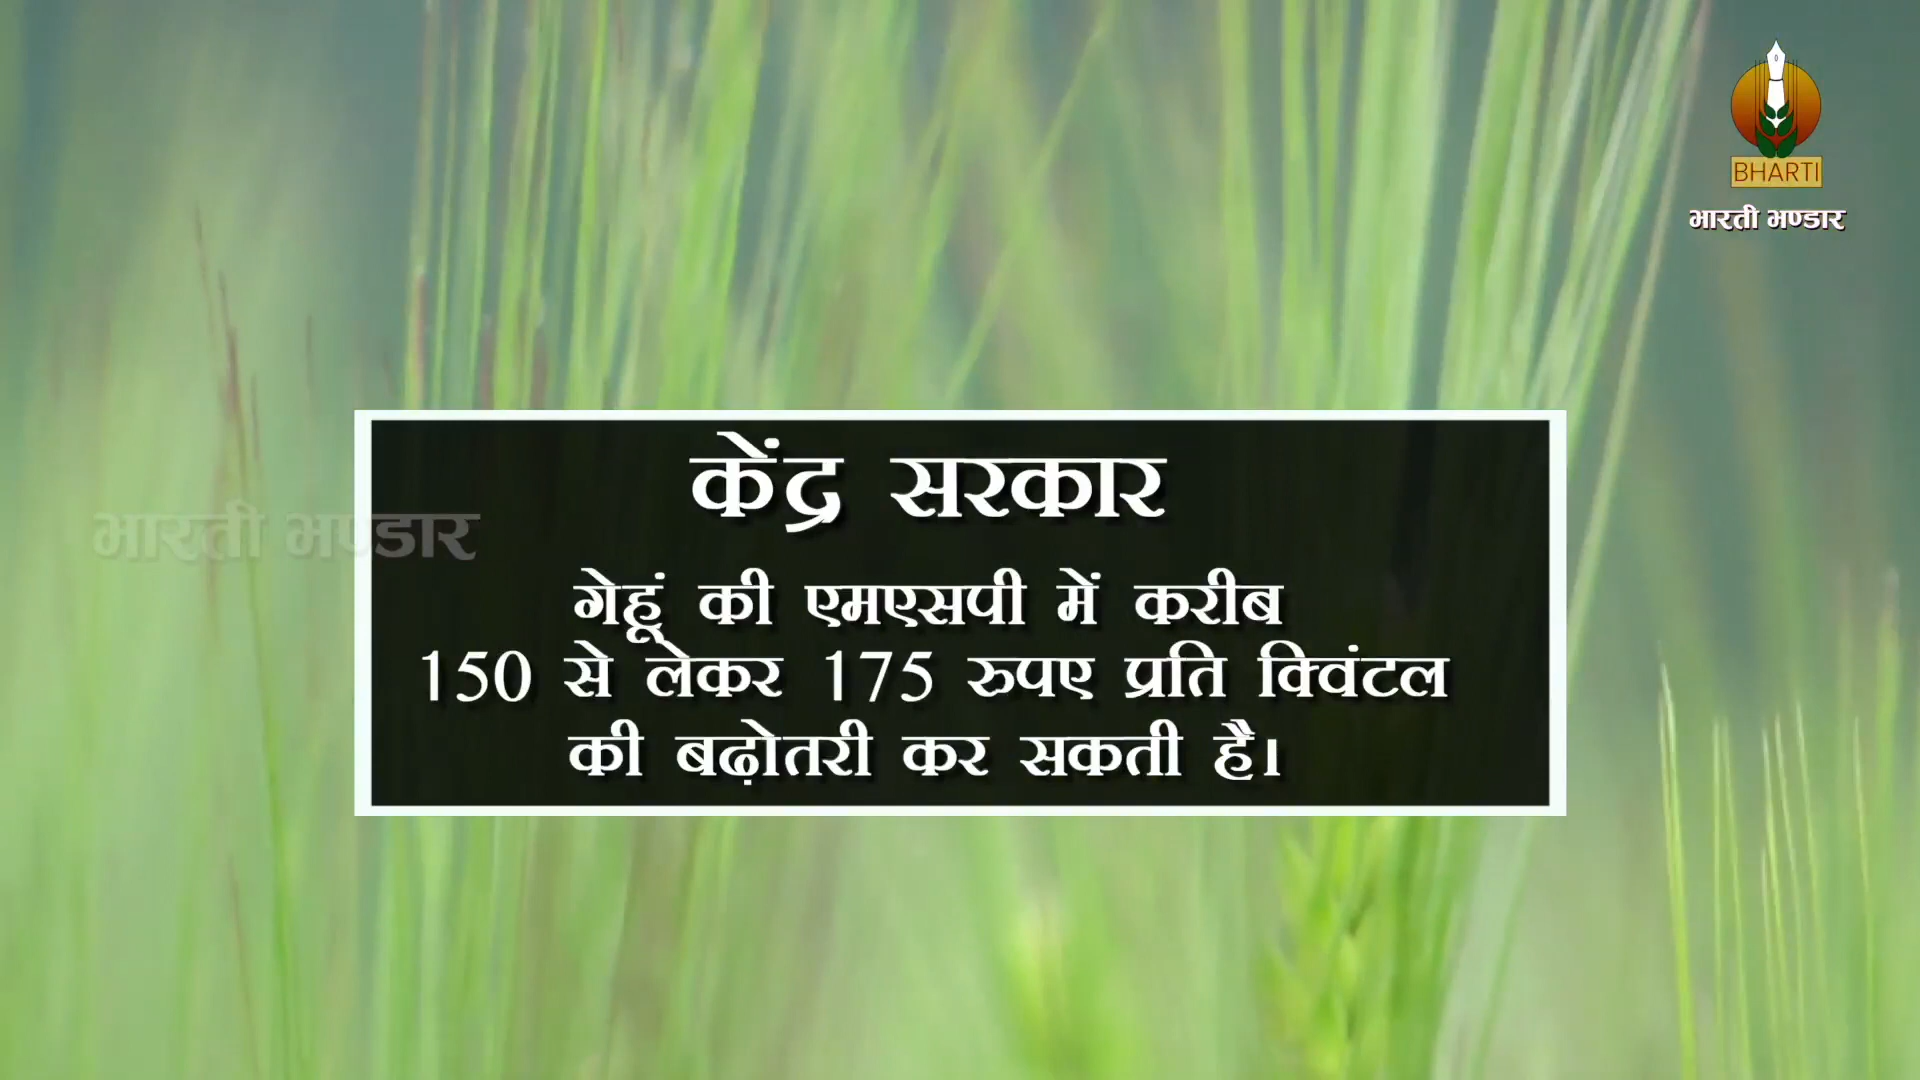 BHARTI
भारती भण्डार
केंद्र सरकार
भारती भण्डार
गेहूं की एमएसपी में करीब
150 से लेकर 175 रुपए प्रति क्विंटल
की बढ़ोतरी कर सकती है।